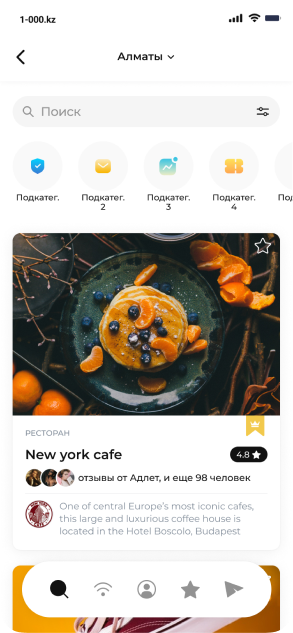 1-000.kz
Алматы
Поиск
Подкатег.
Подкатег.
2
Подкатег.
3
Подкатег.
4
Под
РЕСТОРАН
New york cafe
4.8
отзывы от Адлет, и еще 98 человек
One of central Europe's most iconic cafes,
this large and luxurious coffee house is
located in the Hotel Boscolo, Budapest